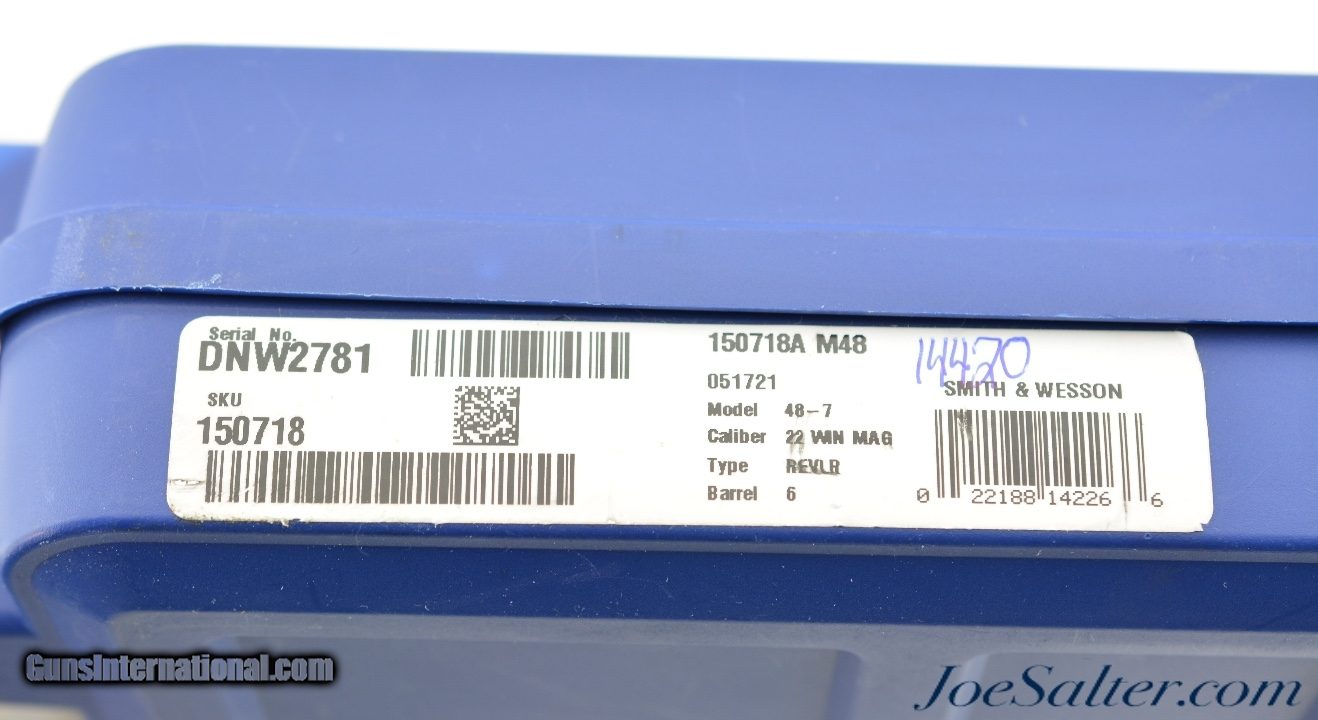 Serial No.
DNW2781
SKU
150718
150718A M48
051721
Model 48-7
Caliber 22 WIN MAG
Type REVLR
Barrel 6
14420
SMITH & WESSON
0 22188 14226 6
GunsInternational.com
JoeSalter.com